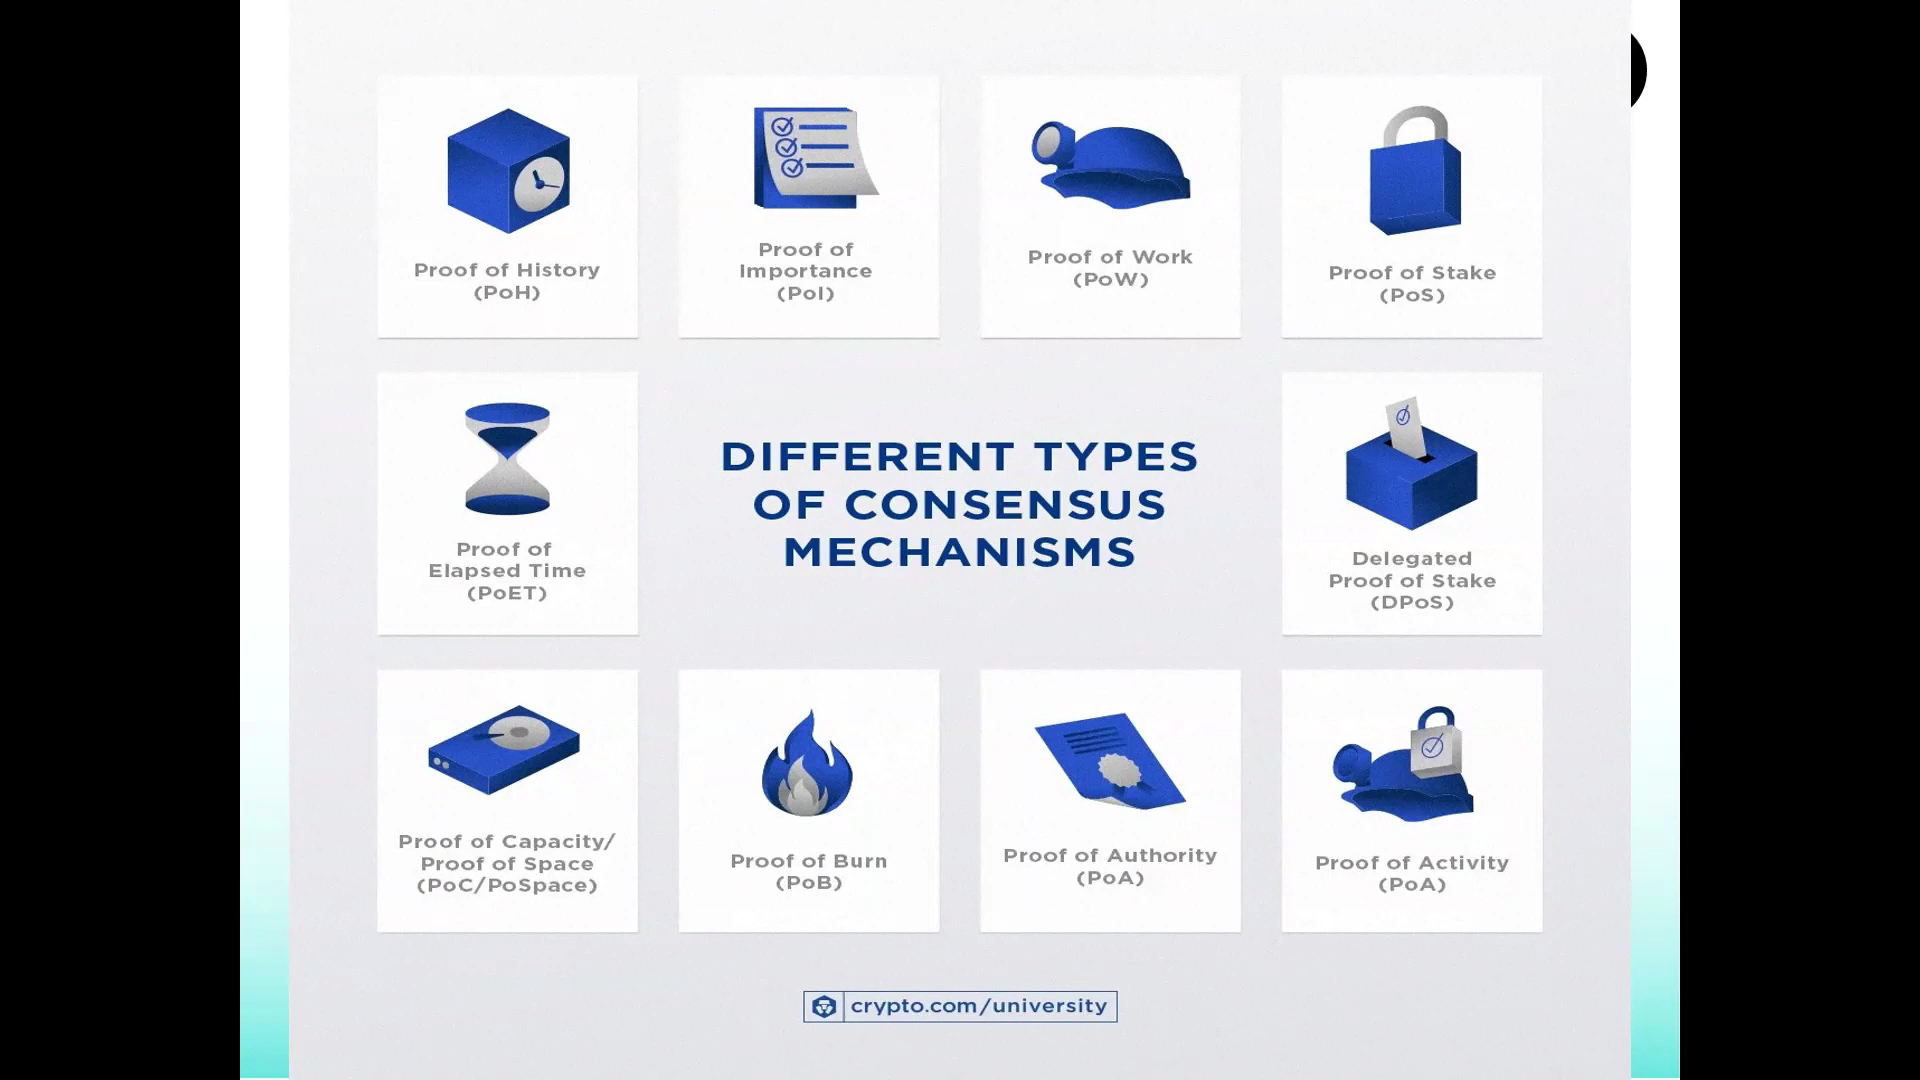 Proof of History
(PoH)
Proof of
Importance
(PoI)
Proof of Work
(PoW)
Proof of Stake
(PoS)
Proof of
Elapsed Time
(PoET)
DIFFERENT TYPES
OF CONSENSUS
MECHANISMS
Delegated
Proof of Stake
(DPoS)
Proof of Capacity/
Proof of Space
(PoC/PoSpace)
Proof of Burn
(PoB)
Proof of Authority
(PoA)
Proof of Activity
(PoA)
crypto.com/university